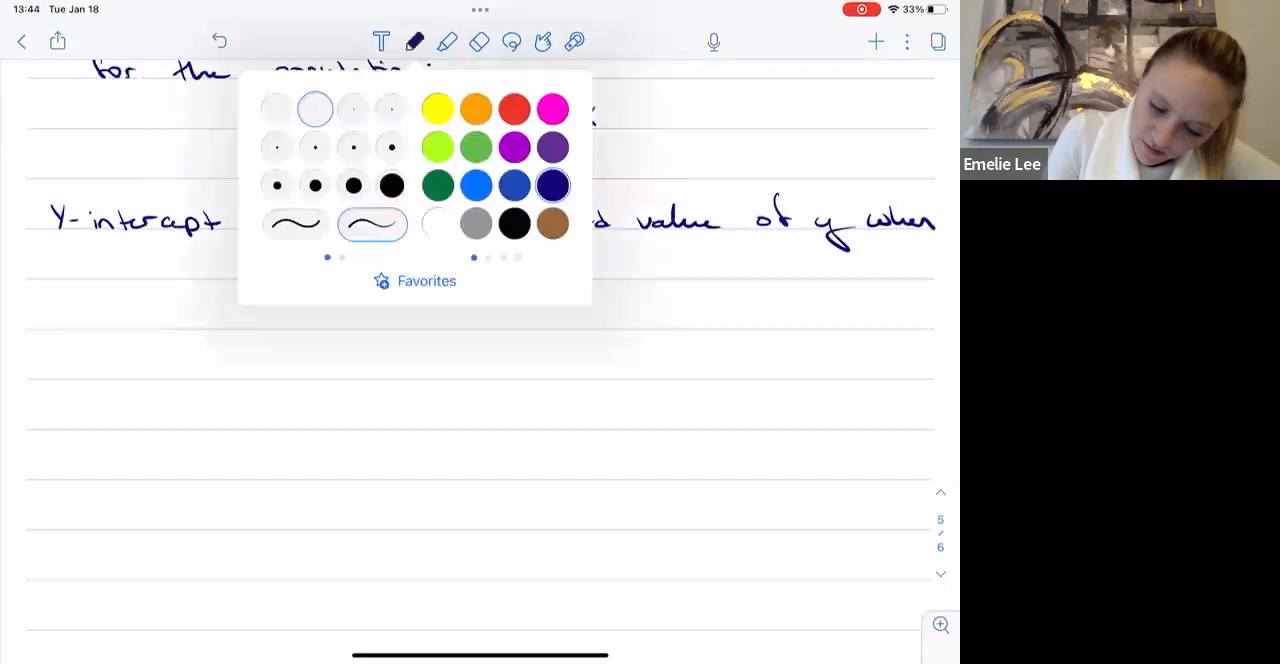 13:44 Tue Jan 18
33%
T
for the
Emelie Lee
Y-intercept value of y when
Favorites
5
6